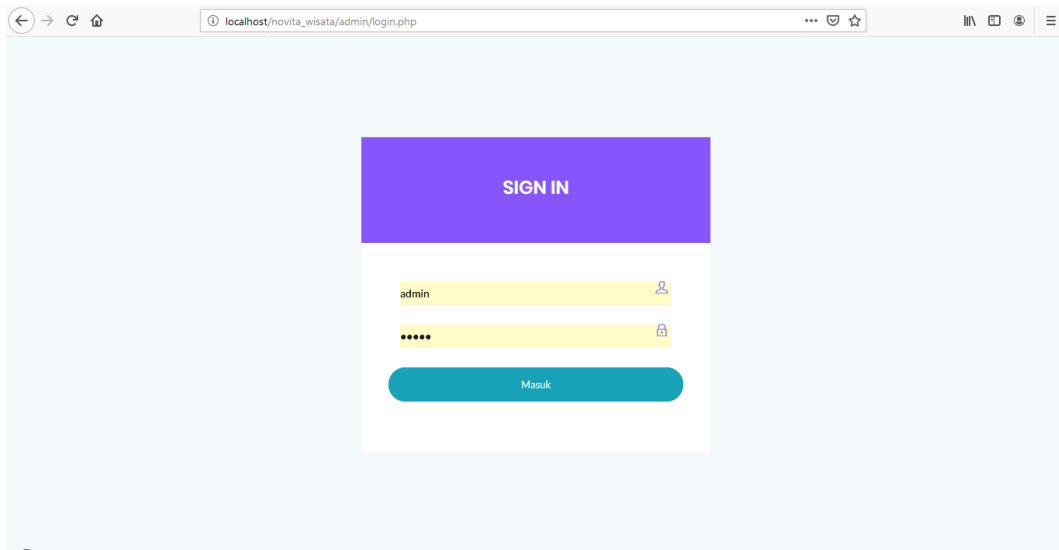 localhost/novita_wisata/admin/login.php
SIGN IN
admin
•••••
Masuk